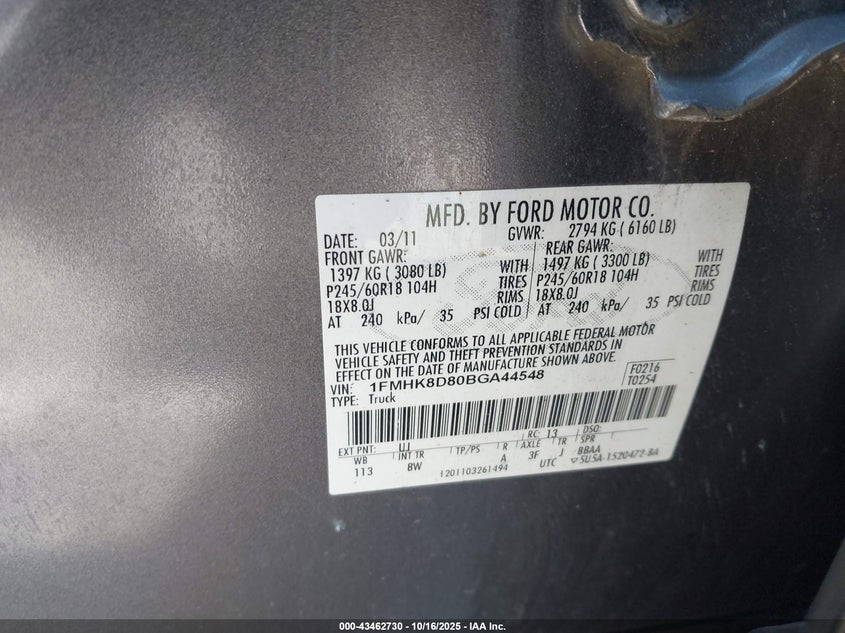 MFD. BY FORD MOTOR CO.
DATE: 03/11 GVWR: 2794 KG ( 6160 LB)
FRONT GAWR: REAR GAWR:
1397 KG ( 3080 LB) WITH 1497 KG ( 3300 LB) WITH
P245/60R18 104H TIRES P245/60R18 104H TIRES
18X8.0J RIMS 18X8.0J RIMS
AT 240 kPa/ 35 PSI COLD AT 240 kPa/ 35 PSI COLD
THIS VEHICLE CONFORMS TO ALL APPLICABLE FEDERAL MOTOR
VEHICLE SAFETY AND THEFT PREVENTION STANDARDS IN
EFFECT ON THE DATE OF MANUFACTURE SHOWN ABOVE.
VIN: 1FMHK8D80BGA44548 F0216
TYPE: Truck T0254
EXT PNT: UJ RC: 13 DSO:
WB INT TR TP/PS R AXLE TR SPR
113 8W A 3F J BBAA
1201103261494 UTC ▽5U5A-1520472-BA
000-43462730 - 10/16/2025 - IAA Inc.